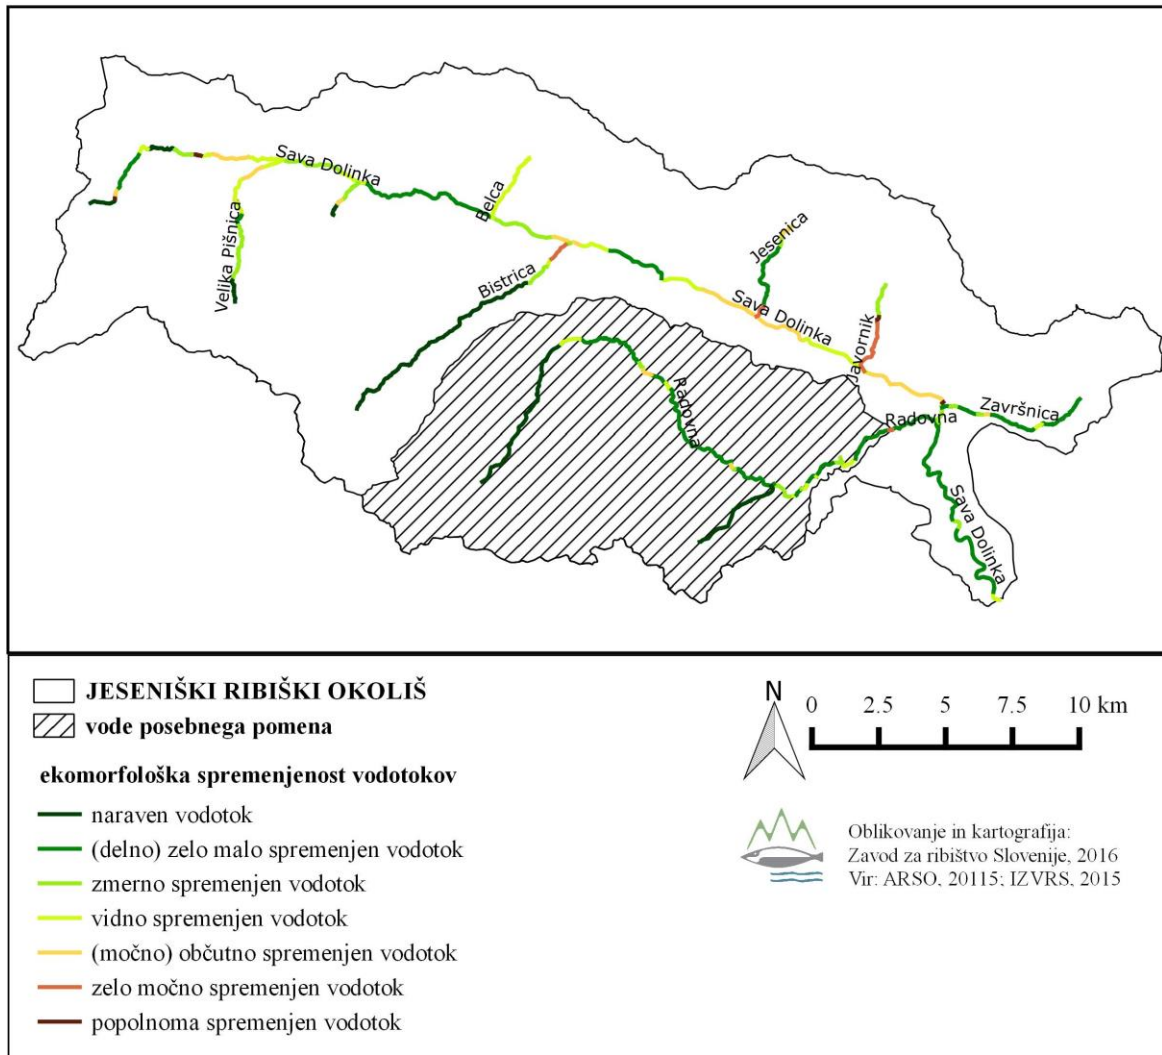 Sava Dolinka
Belca
Velika Pišnica
Bistrica
Jesenica
Sava Dolinka
Javornik
Radovna
Radovna
Završnica
Sava Dolinka
JESENIŠKI RIBIŠKI OKOLIŠ
vode posebnega pomena
ekomorfološka spremenjenost vodotokov
naraven vodotok
(delno) zelo malo spremenjen vodotok
zmerno spremenjen vodotok
vidno spremenjen vodotok
(močno) občutno spremenjen vodotok
zelo močno spremenjen vodotok
popolnoma spremenjen vodotok
N
0 2.5 5 7.5 10 km
Oblikovanje in kartografija:
Zavod za ribištvo Slovenije, 2016
Vir: ARSO, 20115; IZVRS, 2015